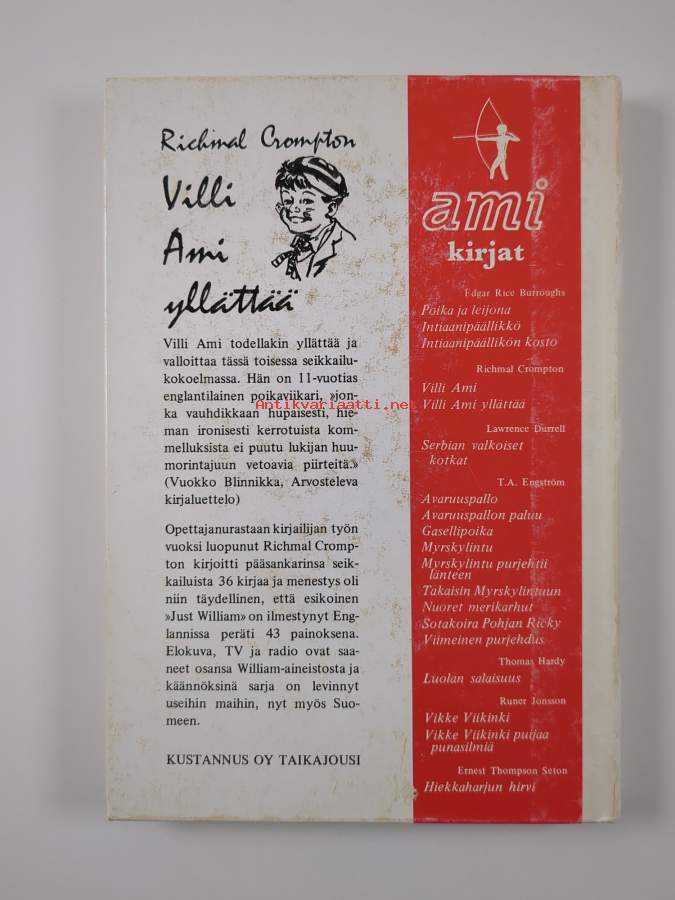 Richmal Crompton
Villi
Ami
yllättää
Villi Ami todellakin yllättää ja
valloittaa tässä toisessa seikkailu-
kokoelmassa. Hän on 11-vuotias
englantilainen poikaviikari, »jon-
ka vauhdikkaan hupaisesti, hie-
man ironisesti kerrotuista kom-
melluksista ei puutu lukijan huu-
morintajuun vetoavia piirteitä.»
(Vuokko Blinnikka, Arvosteleva
kirjaluettelo)
Opettajanurastaan kirjailijan työn
vuoksi luopunut Richmal Cromp-
ton kirjoitti pääsankarinsa seik-
kailuista 36 kirjaa ja menestys oli
niin täydellinen, että esikoinen
»Just William» on ilmestynyt Eng-
lannissa peräti 43 painoksena.
Elokuva, TV ja radio ovat saa-
neet osansa William-aineistosta ja
käännöksinä sarja on levinnyt
useihin maihin, nyt myös Suo-
meen.
KUSTANNUS OY TAIKAJOUSI
ami
kirjat
Edgar Rice Burroughs
Poika ja leijona
Intiaanipäällikkö
Intiaanipäällikön kosto
Richmal Crompton
Villi Ami
Villi Ami yllättää
Lawrence Durrell
Serbian valkoiset
kotkat
T.A. Engström
Avaruuspallo
Avaruuspallon paluu
Gasellipoika
Myrskylintu
Myrskylintu purjehtii
länteen
Takaisin Myrskylintuun
Nuoret merikarhut
Sotakoira Pohjan Ricky
Viimeinen purjehdus
Thomas Hardy
Luolan salaisuus
Runer Jonsson
Vikke Viikinki
Vikke Viikinki puijaa
punasilmiä
Ernest Thompson Seton
Hiekkaharjun hirvi
Antikvariaatti.net